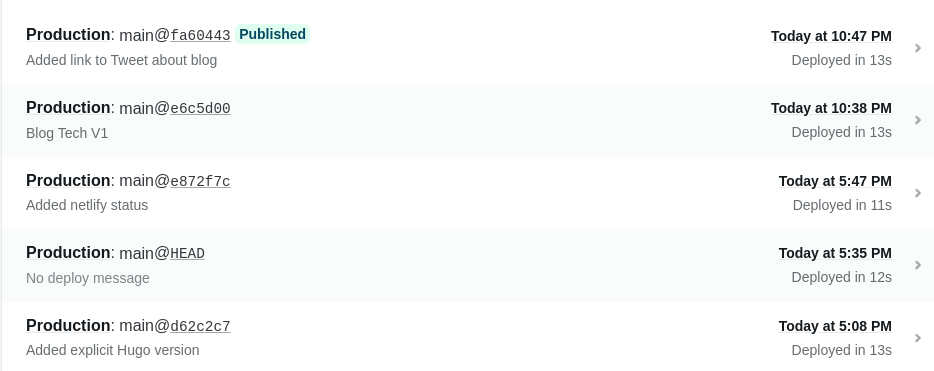 Production: main@fa60443 Published Today at 10:47 PM
Added link to Tweet about blog Deployed in 13s
Production: main@e6c5d00 Today at 10:38 PM
Blog Tech V1 Deployed in 13s
Production: main@e872f7c Today at 5:47 PM
Added netlify status Deployed in 11s
Production: main@HEAD Today at 5:35 PM
No deploy message Deployed in 12s
Production: main@d62c2c7 Today at 5:08 PM
Added explicit Hugo version Deployed in 13s